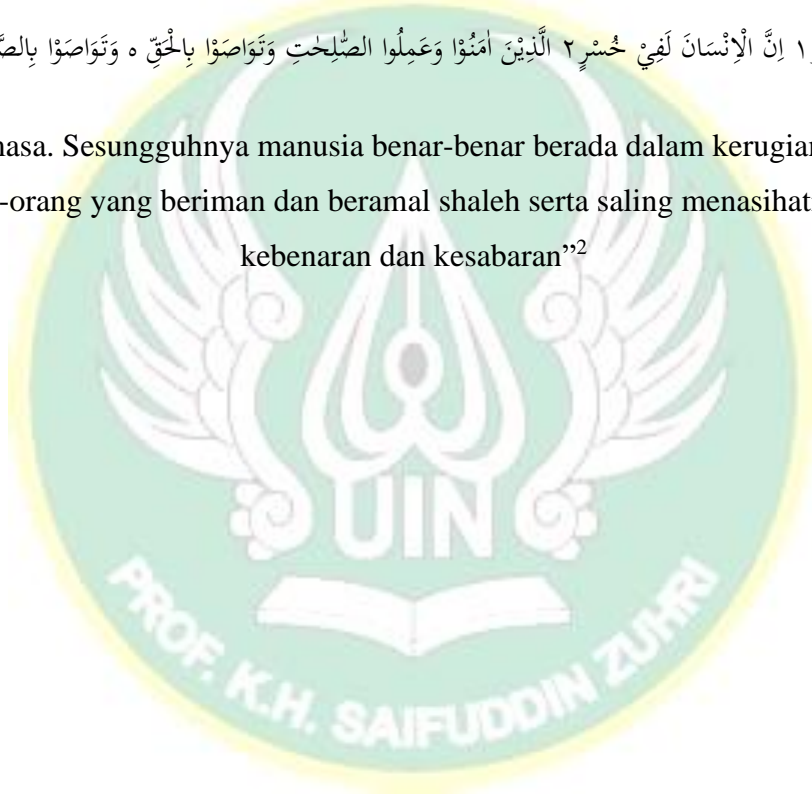 ١ اِنَّ الْاِنْسَانَ لَفِيْ خُسْرٍ٢ الَّذِيْنَ اٰمَنُوْا وَعَمِلُوا الصّٰلِحٰتِ وَتَوَاصَوْا بِالْحَقِّ ه وَتَوَاصَوْا
nasa. Sesungguhnya manusia benar-benar berada dalam kerugian
-orang yang beriman dan beramal shaleh serta saling menasihat
kebenaran dan kesabaran”2
UIN
PROF. K.H. SAIFUDDIN ZUHRI